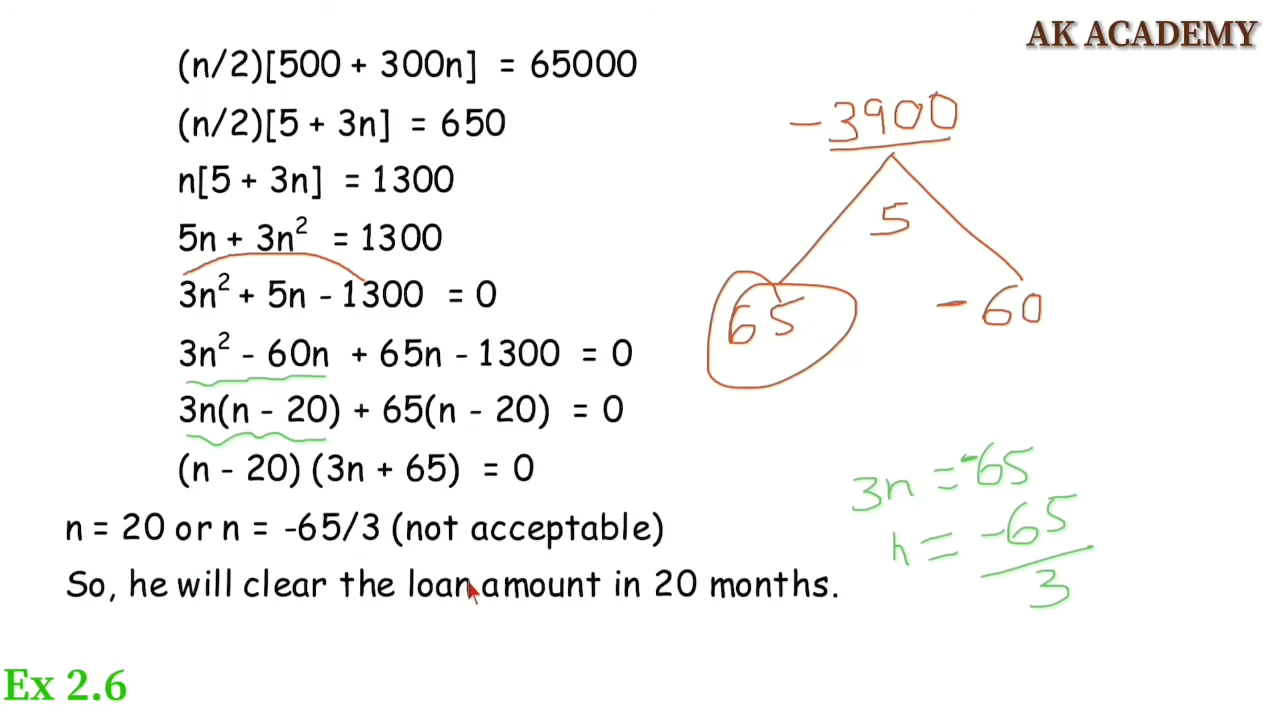 AK ACADEMY
(n/2)[500 + 300n] = 65000
(n/2)[5 + 3n] = 650
n[5 + 3n] = 1300
5n + 3n² = 1300
3n² + 5n - 1300 = 0
3n² - 60n + 65n - 1300 = 0
3n(n - 20) + 65(n - 20) = 0
(n - 20) (3n + 65) = 0
n = 20 or n = -65/3 (not acceptable)
So, he will clear the loan amount in 20 months.
-3900
5
65 -60
3n = -65
n = -65
3
Ex 2.6